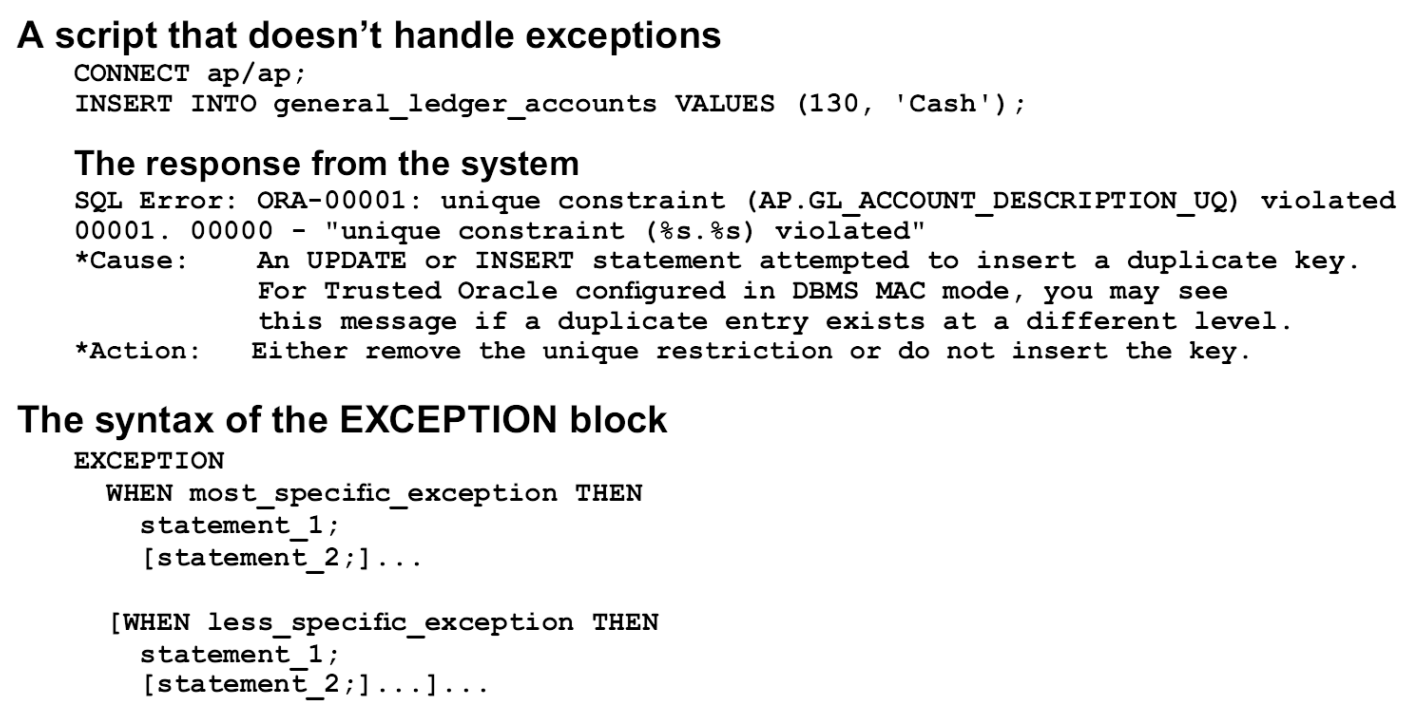 A script that doesn’t handle exceptions
CONNECT ap/ap;
INSERT INTO general_ledger_accounts VALUES (130, 'Cash');
The response from the system
SQL Error: ORA-00001: unique constraint (AP.GL_ACCOUNT_DESCRIPTION_UQ) violated
00001. 00000 - "unique constraint (%s.%s) violated"
*Cause: An UPDATE or INSERT statement attempted to insert a duplicate key.
For Trusted Oracle configured in DBMS MAC mode, you may see
this message if a duplicate entry exists at a different level.
*Action: Either remove the unique restriction or do not insert the key.
The syntax of the EXCEPTION block
EXCEPTION
WHEN most_specific_exception THEN
statement_1;
[statement_2;]...
[WHEN less_specific_exception THEN
statement_1;
[statement_2;]...]...